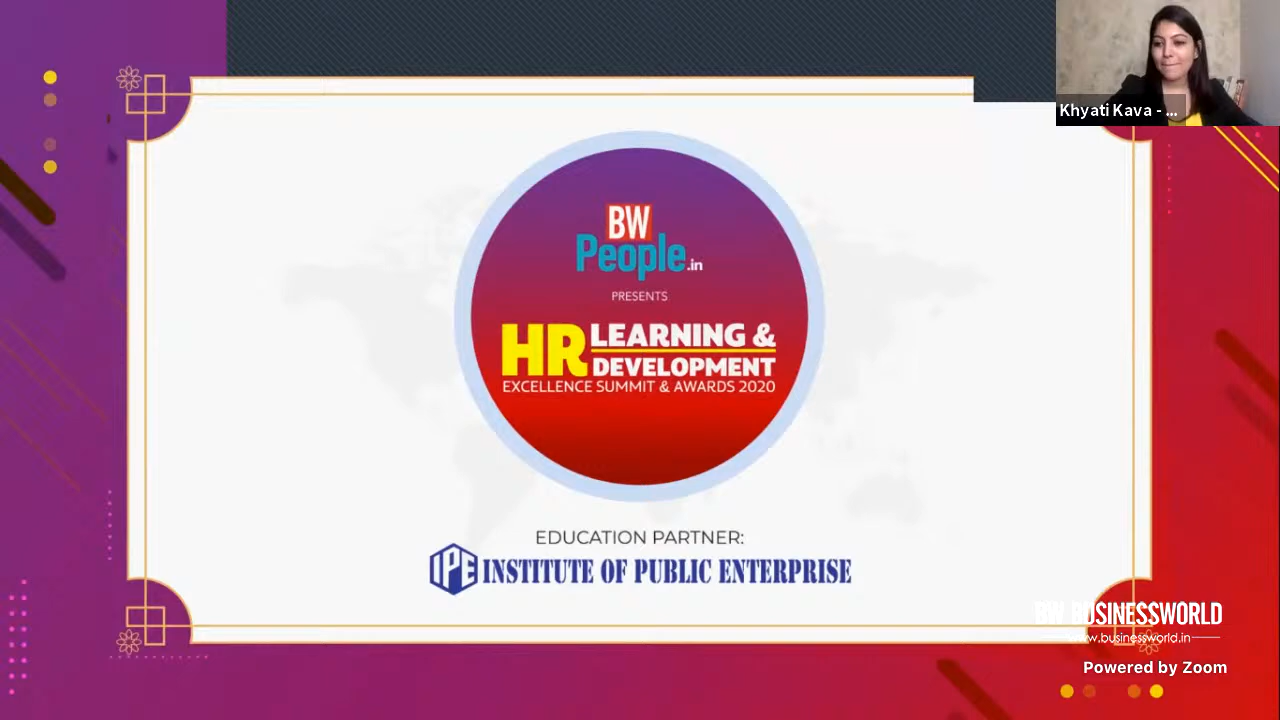 Khyati Kava - ...
BW
People.in
PRESENTS
HR LEARNING &
DEVELOPMENT
EXCELLENCE SUMMIT & AWARDS 2020
EDUCATION PARTNER:
IPE INSTITUTE OF PUBLIC ENTERPRISE
BW BUSINESSWORLD
www.businessworld.in
Powered by Zoom